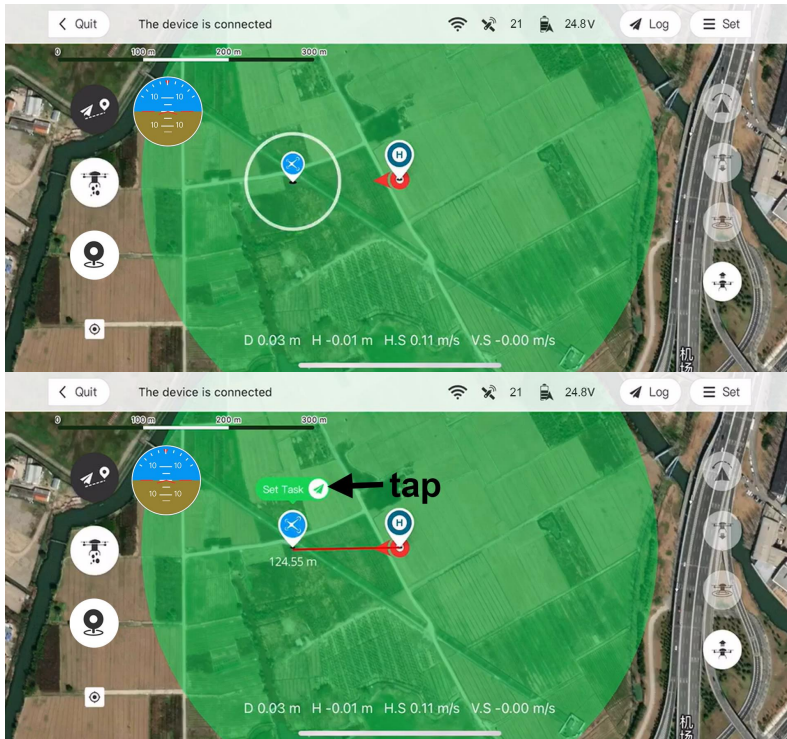 Quit The device is connected 21 24.8V Log Set
0 100 m 200 m 300 m
10 10
10 10
H
D 0.03 m H -0.01 m H.S 0.11 m/s V.S -0.00 m/s
机
场
Quit The device is connected 21 24.8V Log Set
0 100 m 200 m 300 m
10 10
10 10
Set Task tap
H
124.55 m
D 0.03 m H -0.01 m H.S 0.11 m/s V.S -0.00 m/s
机
场